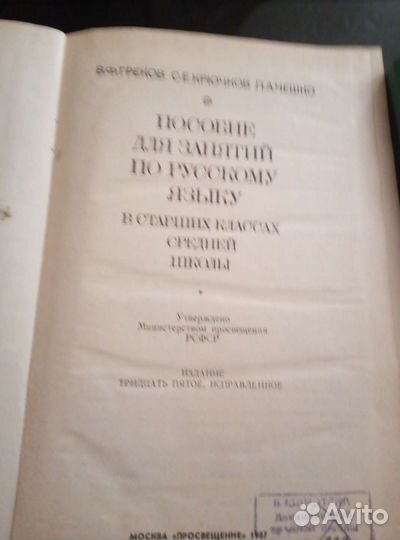 В.Ф.ГРЕКОВ С.Е.КРЮЧКОВ Л.А.ЧЕШКО
ПОСОБИЕ
ДЛЯ ЗАНЯТИЙ
ПО РУССКОМУ
ЯЗЫКУ
В СТАРШИХ КЛАССАХ
СРЕДНЕЙ
ШКОЛЫ
Утверждено
Министерством просвещения
РСФСР
ИЗДАНИЕ
ТРИДЦАТЬ ПЯТОЕ, ИСПРАВЛЕННОЕ
МОСКВА «ПРОСВЕЩЕНИЕ» 1987
Avito